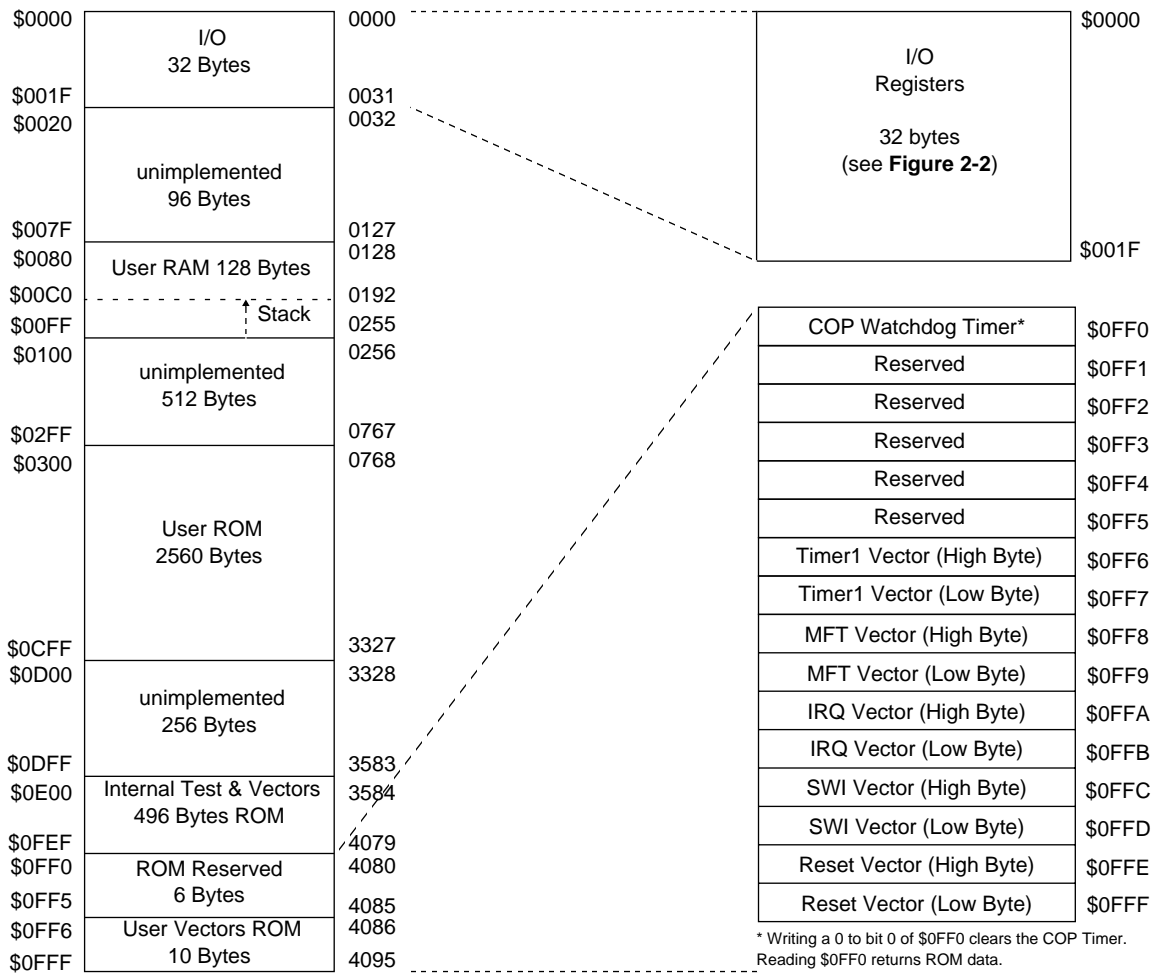 $0000
I/O
32 Bytes
0000
$001F
0031
$0020
0032
unimplemented
96 Bytes
$007F
0127
$0080
0128
User RAM 128 Bytes
$00C0
0192
Stack
$00FF
0255
$0100
0256
unimplemented
512 Bytes
$02FF
0767
$0300
0768
User ROM
2560 Bytes
$0CFF
3327
$0D00
3328
unimplemented
256 Bytes
$0DFF
3583
$0E00
Internal Test & Vectors
496 Bytes ROM
3584
$0FEF
4079
$0FF0
4080
ROM Reserved
6 Bytes
$0FF5
4085
$0FF6
4086
User Vectors ROM
10 Bytes
$0FFF
4095
$0000
I/O
Registers
32 bytes
(see Figure 2-2)
$001F
COP Watchdog Timer* $0FF0
Reserved $0FF1
Reserved $0FF2
Reserved $0FF3
Reserved $0FF4
Reserved $0FF5
Timer1 Vector (High Byte) $0FF6
Timer1 Vector (Low Byte) $0FF7
MFT Vector (High Byte) $0FF8
MFT Vector (Low Byte) $0FF9
IRQ Vector (High Byte) $0FFA
IRQ Vector (Low Byte) $0FFB
SWI Vector (High Byte) $0FFC
SWI Vector (Low Byte) $0FFD
Reset Vector (High Byte) $0FFE
Reset Vector (Low Byte) $0FFF
* Writing a 0 to bit 0 of $0FF0 clears the COP Timer.
Reading $0FF0 returns ROM data.